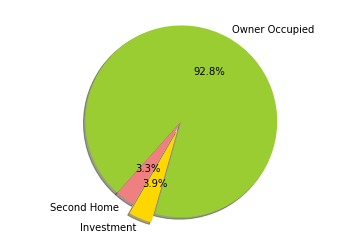 Owner Occupied
92.8%
3.3%
3.9%
Second Home
Investment